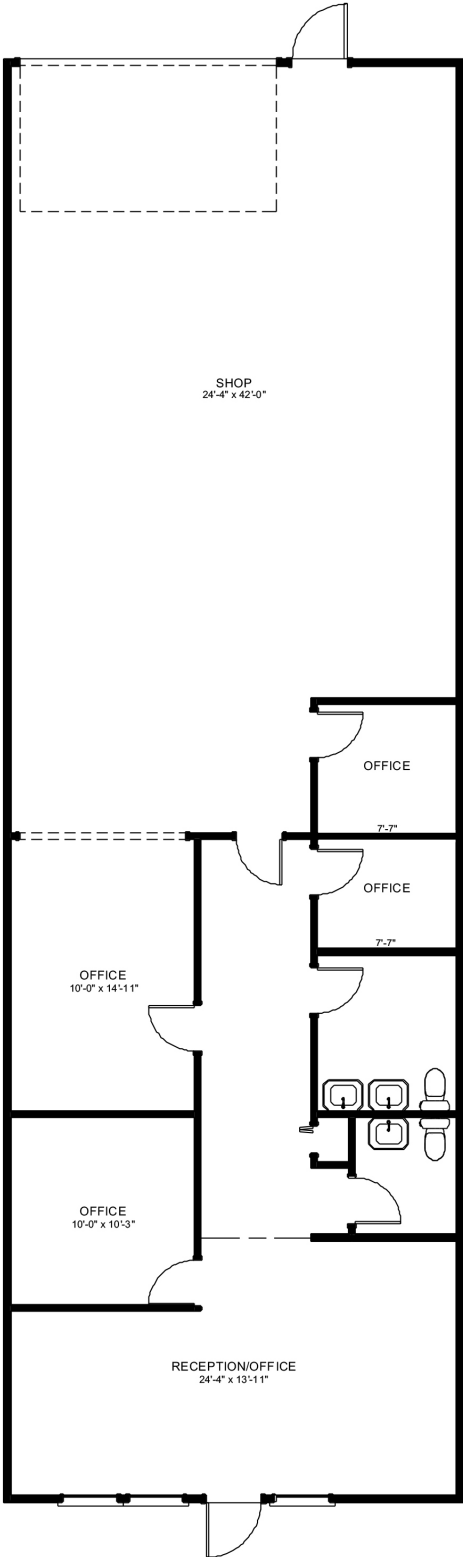 SHOP
24'-4" x 42'-0"
OFFICE
7'-7"
OFFICE
7'-7"
OFFICE
10'-0" x 14'-11"
OFFICE
10'-0" x 10'-3"
RECEPTION/OFFICE
24'-4" x 13'-11"